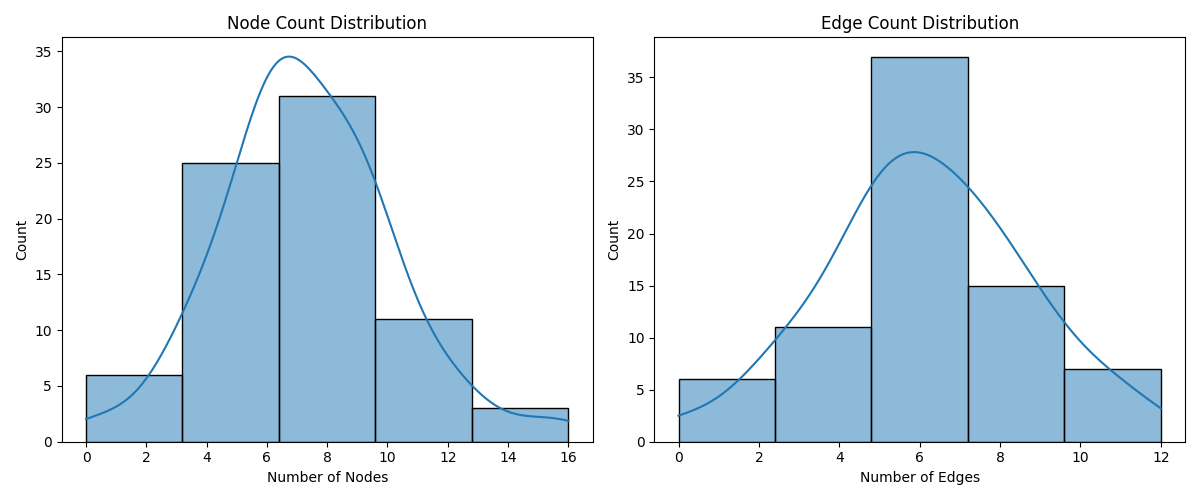 Node Count Distribution
Count
35
30
25
20
15
10
5
0
0 2 4 6 8 10 12 14 16
Number of Nodes
Edge Count Distribution
Count
35
30
25
20
15
10
5
0
0 2 4 6 8 10 12
Number of Edges